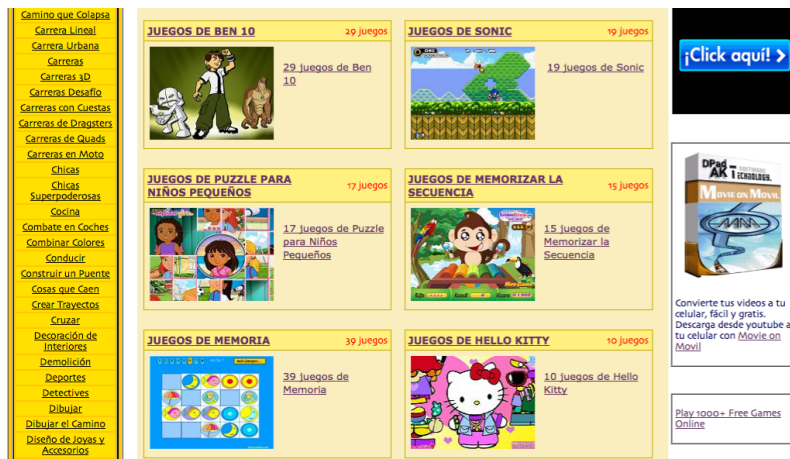 Camino que Colapsa
Carrera Lineal
Carrera Urbana
Carreras
Carreras 3D
Carreras Desafío
Carreras con Cuestas
Carreras de Dragsters
Carreras de Quads
Carreras en Moto
Chicas
Chicas
Superpoderosas
Cocina
Combate en Coches
Combinar Colores
Conducir
Construir un Puente
Cosas que Caen
Crear Trayectos
Cruzar
Decoración de
Interiores
Demolición
Deportes
Detectives
Dibujar
Dibujar el Camino
Diseño de Joyas y
Accesorios
JUEGOS DE BEN 10
29 juegos
29 juegos de Ben
10
JUEGOS DE SONIC
19 juegos
19 juegos de Sonic
JUEGOS DE PUZZLE PARA
NIÑOS PEQUEÑOS
17 juegos
17 juegos de Puzzle
para Niños
Pequeños
JUEGOS DE MEMORIZAR LA
SECUENCIA
15 juegos
15 juegos de
Memorizar la
Secuencia
JUEGOS DE MEMORIA
39 juegos
39 juegos de
Memoria
JUEGOS DE HELLO KITTY
10 juegos
10 juegos de Hello
Kitty
¡Click aquí! >
DPad
AK
MOVIE ON MOVIL
Convierte tus videos a tu
celular, fácil y gratis.
Descarga desde youtube a
tu celular con Movie on
Movil
Play 1000+ Free Games
Online